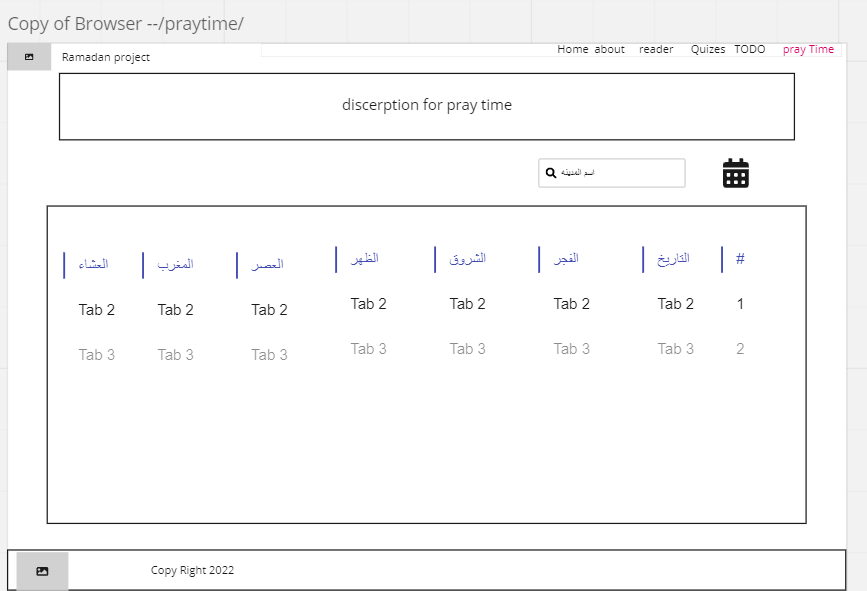 Copy of Browser --/praytime/
Ramadan project
Home about reader Quizes TODO pray Time
discerption for pray time
اسم المدينه
# التاريخ الفجر الشروق الظهر العصر المغرب العشاء
1 Tab 2 Tab 2 Tab 2 Tab 2 Tab 2 Tab 2 Tab 2
2 Tab 3 Tab 3 Tab 3 Tab 3 Tab 3 Tab 3 Tab 3
Copy Right 2022